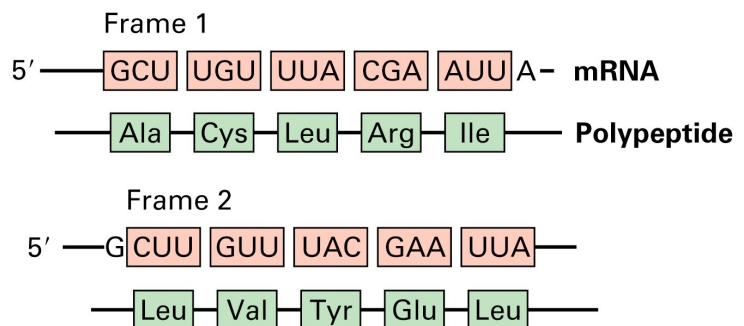 Frame 1
5′ GCU UGU UUA CGA AUU A mRNA
Ala Cys Leu Arg Ile Polypeptide
Frame 2
5′ G CUU GUU UAC GAA UUA
Leu Val Tyr Glu Leu